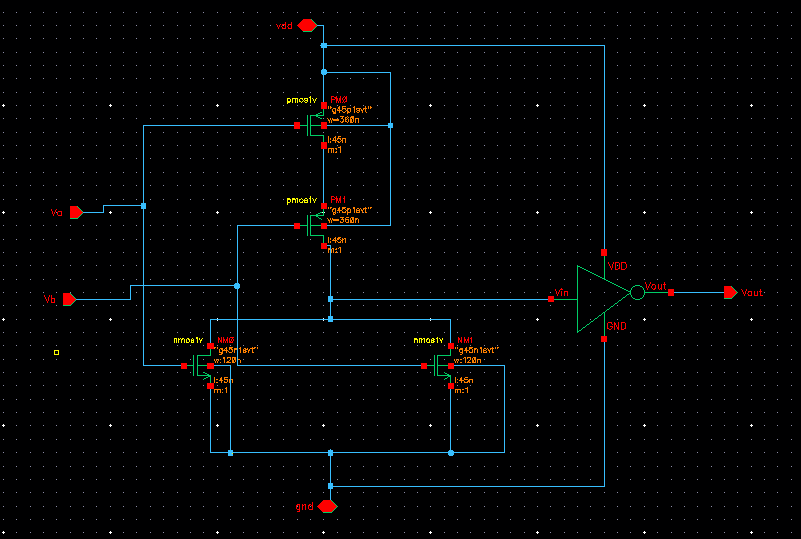 vdd
pmos1v PM0
"g45p1svt"
w=360n
l:45n
m:1
pmos1v PM1
"g45p1svt"
w=360n
l:45n
m:1
Va
Vb
Vin
VDD
Vout
GND
Vout
nmos1v NM0
"g45n1svt"
w:120n
l:45n
m:1
nmos1v NM1
"g45n1svt"
w:120n
l:45n
m:1
gnd